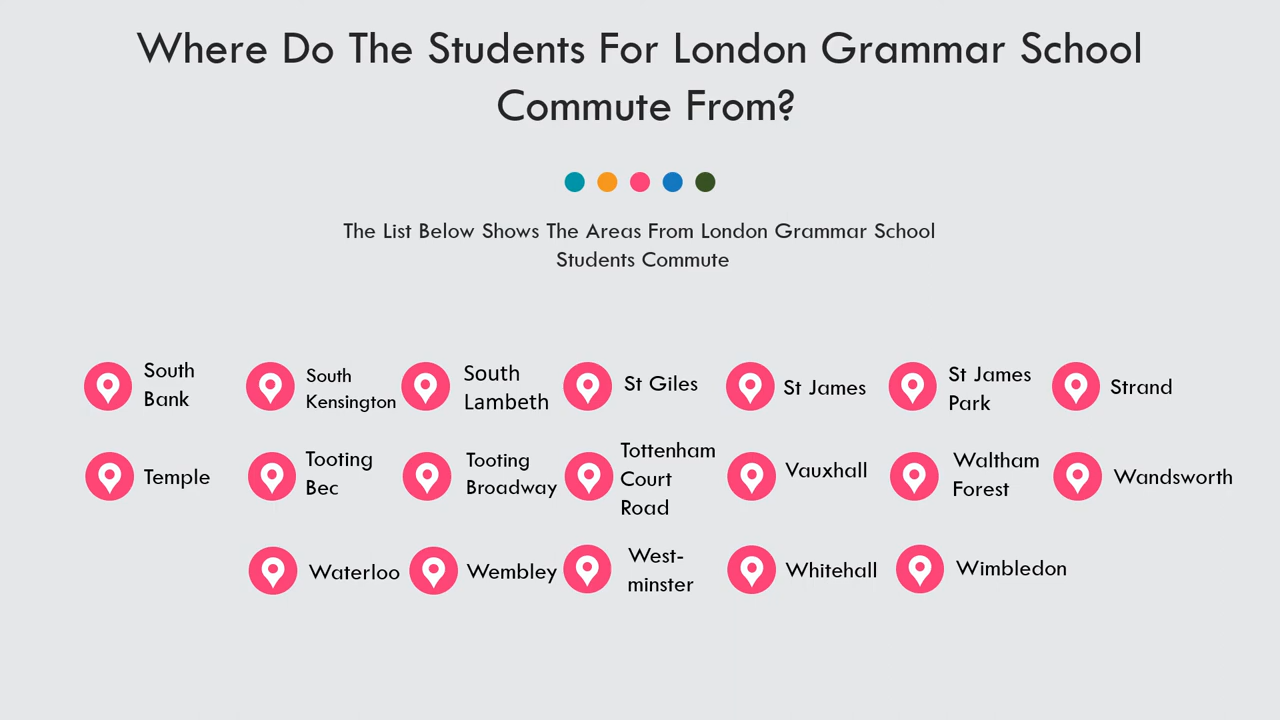 Where Do The Students For London Grammar School
Commute From?
The List Below Shows The Areas From London Grammar School
Students Commute
South
Bank
South
Kensington
South
Lambeth
St Giles
St James
St James
Park
Strand
Temple
Tooting
Bec
Tooting
Broadway
Tottenham
Court
Road
Vauxhall
Waltham
Forest
Wandsworth
Waterloo
Wembley
West-
minster
Whitehall
Wimbledon